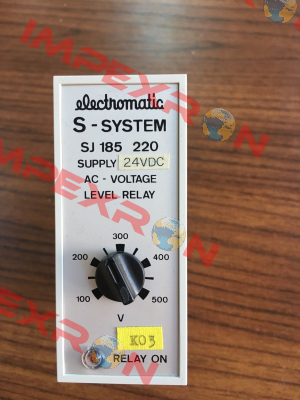 electromatic
S-SYSTEM
SJ 185 220
SUPPLY 24VDC
AC - VOLTAGE
LEVEL RELAY
300
200 400
100 500
V
K03
RELAY ON
IMPEXRON
IMPEXRON
IMPEXRON